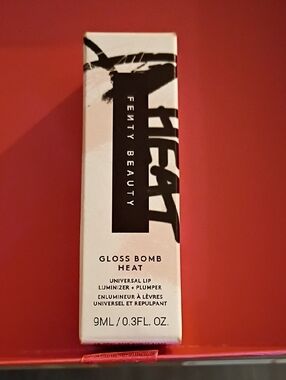 FENTY BEAUTY
HEAT
GLOSS BOMB
HEAT
UNIVERSAL LIP
LUMINIZER + PLUMPER
ENLUMINEUR À LÈVRES
UNIVERSEL ET REPULPANT
9ML / 0.3FL. OZ.